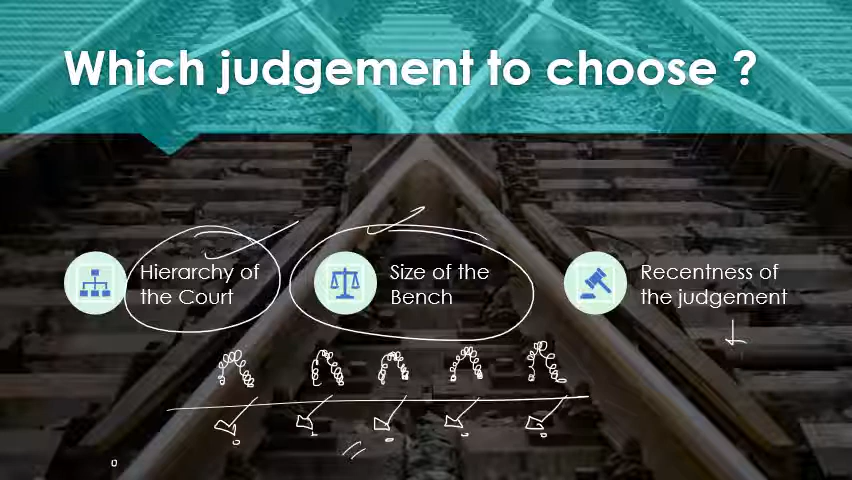 Which judgement to choose ?
Hierarchy of
the Court
Size of the
Bench
Recentness of
the judgement